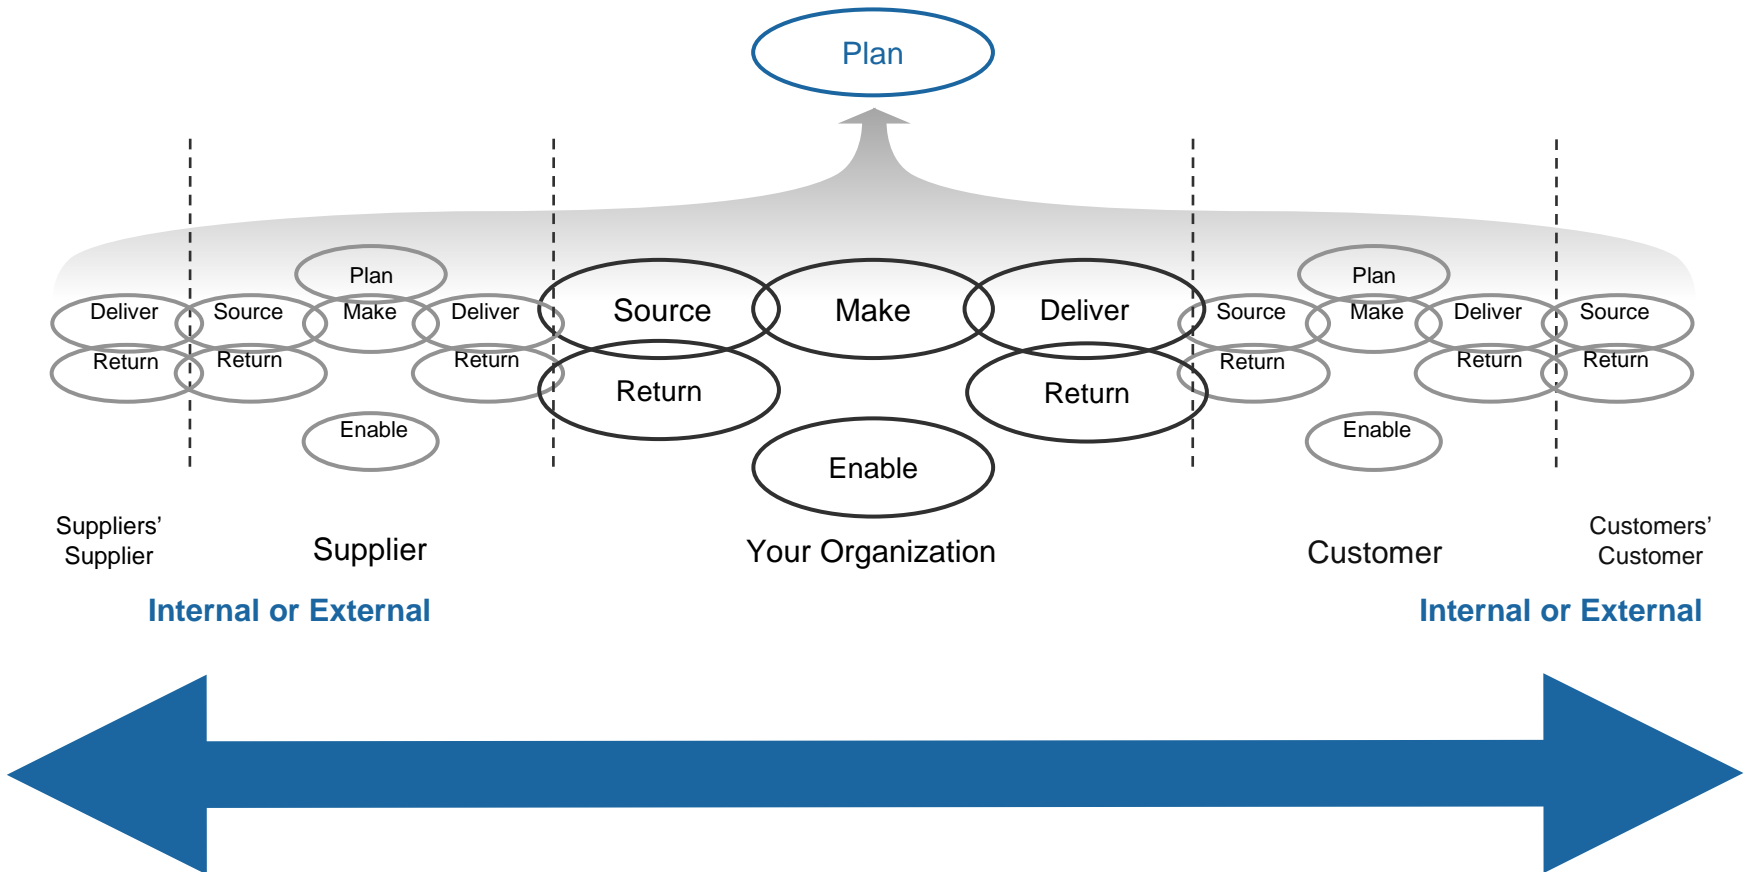 Plan
Plan
Plan
Deliver
Source
Make
Deliver
Source
Make
Deliver
Source
Make
Deliver
Source
Return
Return
Return
Return
Return
Return
Return
Return
Enable
Enable
Enable
Suppliers’
Supplier
Supplier
Your Organization
Customer
Customers’
Customer
Internal or External
Internal or External